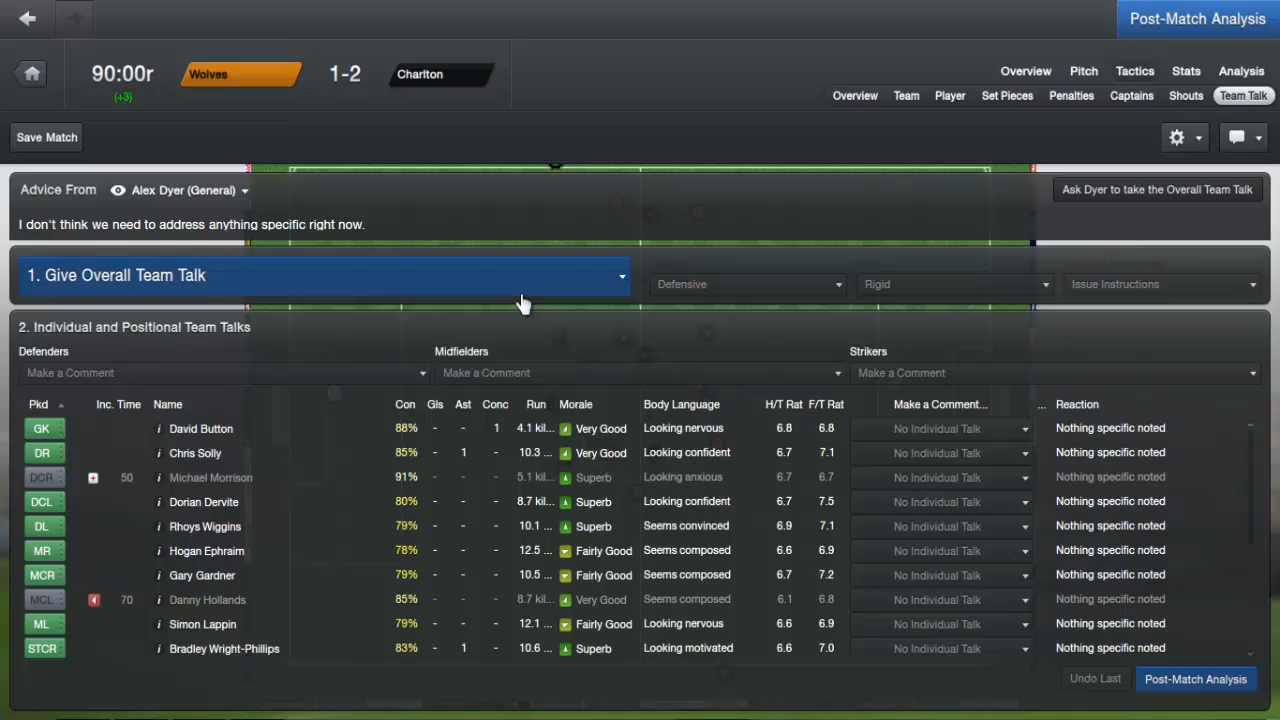 Post-Match Analysis
90:00r
(+3)
Wolves
1-2
Charlton
Overview Pitch Tactics Stats Analysis
Overview Team Player Set Pieces Penalties Captains Shouts Team Talk
Save Match
Advice From Alex Dyer (General)
Ask Dyer to take the Overall Team Talk
I don't think we need to address anything specific right now.
1. Give Overall Team Talk
Defensive Rigid Issue Instructions
2. Individual and Positional Team Talks
Defenders Midfielders Strikers
Make a Comment Make a Comment Make a Comment
Pkd Inc. Time Name Con Gls Ast Conc Run Morale Body Language H/T Rat F/T Rat Make a Comment... ... Reaction
GK i David Button 88% - - 1 4.1 kil... Very Good Looking nervous 6.8 6.8 No Individual Talk Nothing specific noted
DR i Chris Solly 85% - 1 - 10.3 ... Very Good Looking confident 6.7 7.1 No Individual Talk Nothing specific noted
DCR 50 i Michael Morrison 91% - - - 5.1 kil... Superb Looking anxious 6.7 6.7 No Individual Talk Nothing specific noted
DCL i Dorian Dervite 80% - - - 8.7 kil... Superb Looking confident 6.7 7.5 No Individual Talk Nothing specific noted
DL i Rhoys Wiggins 79% - - - 10.1 ... Superb Seems convinced 6.9 7.1 No Individual Talk Nothing specific noted
MR i Hogan Ephraim 78% - - - 12.5 ... Fairly Good Seems composed 6.6 6.9 No Individual Talk Nothing specific noted
MCR i Gary Gardner 79% - - - 10.5 ... Fairly Good Seems composed 6.7 7.2 No Individual Talk Nothing specific noted
MCL 70 i Danny Hollands 85% - - - 8.7 kil... Very Good Seems composed 6.1 6.8 No Individual Talk Nothing specific noted
ML i Simon Lappin 79% - - - 12.1 ... Fairly Good Looking nervous 6.6 6.9 No Individual Talk Nothing specific noted
STCR i Bradley Wright-Phillips 83% - 1 - 10.6 ... Superb Looking motivated 6.6 7.0 No Individual Talk Nothing specific noted
Undo Last Post-Match Analysis